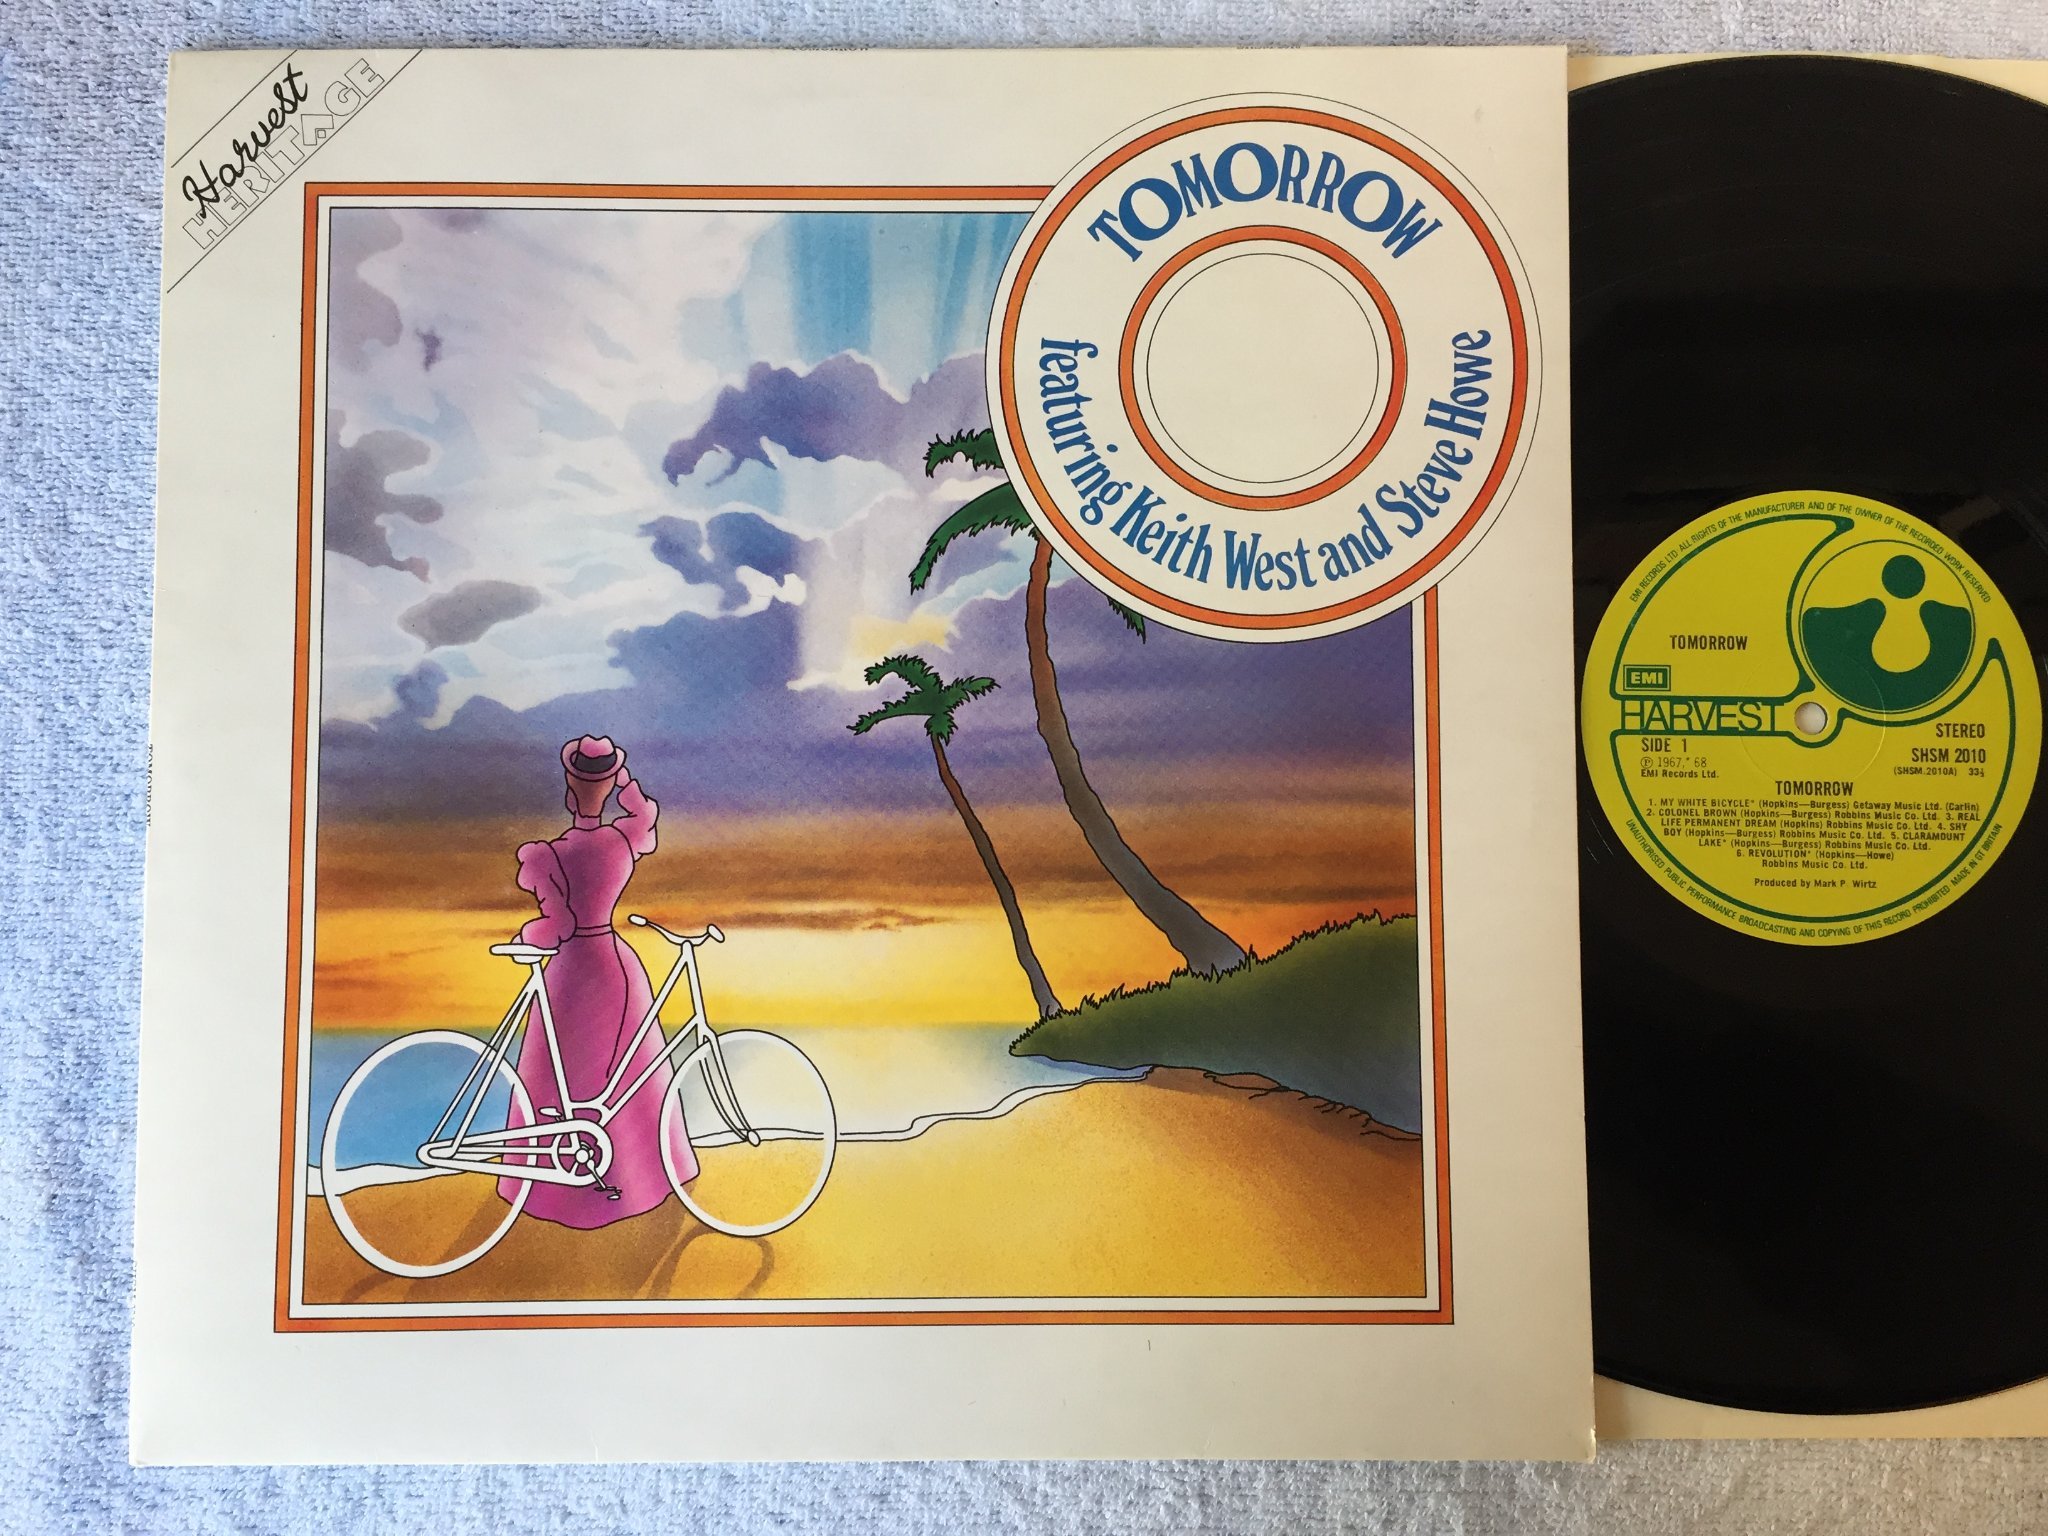 Harvest
HERITAGE
TOMORROW
featuring Keith West and Steve Howe
TOMORROW
EMI RECORDS LTD ALL RIGHTS OF THE MANUFACTURER AND OF THE OWNER OF THE RECORDED WORK RESERVED
TOMORROW
EMI
HARVEST
STEREO
SIDE 1
SHSM 2010
℗ 1967,* 68
(SHSM.2010A) 33⅓
EMI Records Ltd.
TOMORROW
1. MY WHITE BICYCLE* (Hopkins—Burgess) Getaway Music Ltd. (Carlin)
2. COLONEL BROWN (Hopkins—Burgess) Robbins Music Co. Ltd. 3. REAL
LIFE PERMANENT DREAM (Hopkins) Robbins Music Co. Ltd. 4. SHY
BOY (Hopkins—Burgess) Robbins Music Co. Ltd. 5. CLARAMOUNT
LAKE* (Hopkins—Burgess) Robbins Music Co. Ltd.
6. REVOLUTION* (Hopkins—Howe)
Robbins Music Co. Ltd.
Produced by Mark P. Wirtz
UNAUTHORISED PUBLIC PERFORMANCE BROADCASTING AND COPYING OF THIS RECORD PROHIBITED MADE IN GT BRITAIN